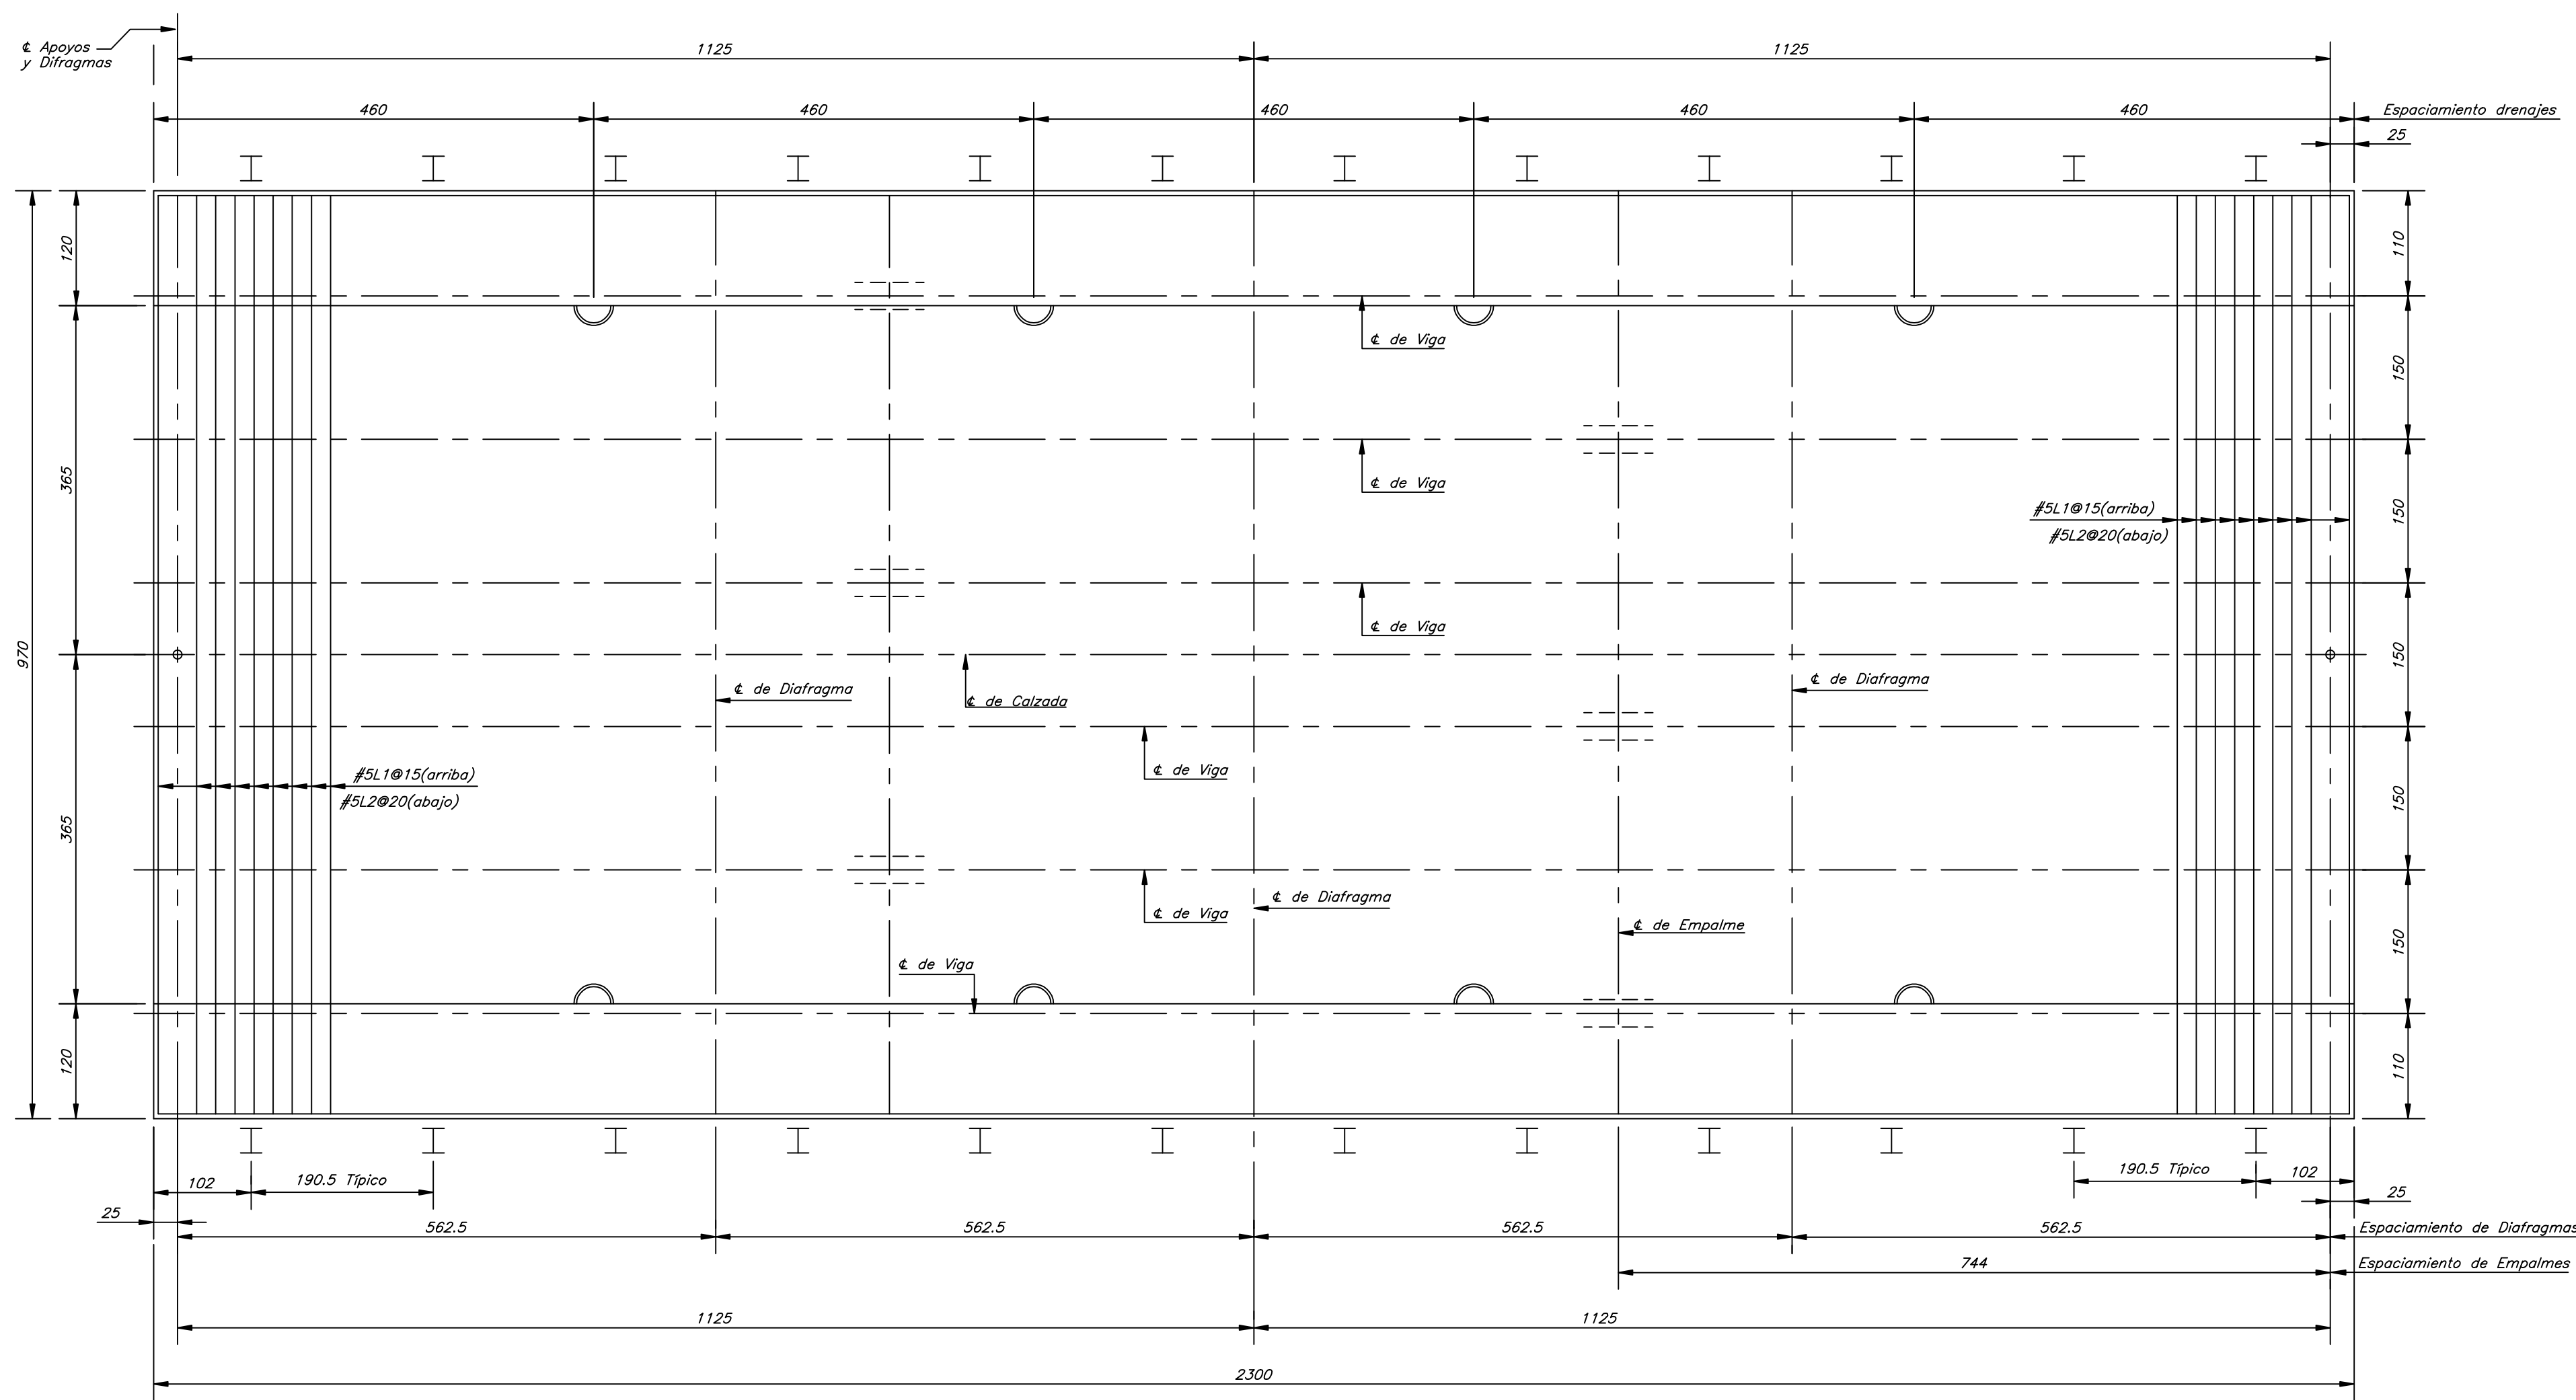 ℄ Apoyos
y Difragmas
1125
1125
460
460
460
460
460
Espaciamiento drenajes
25
120
110
℄ de Viga
150
365
℄ de Viga
150
#5L1@15(arriba)
#5L2@20(abajo)
℄ de Viga
970
150
℄ de Diafragma
℄ de Calzada
℄ de Diafragma
#5L1@15(arriba)
#5L2@20(abajo)
℄ de Viga
150
365
℄ de Viga
℄ de Diafragma
℄ de Empalme
150
℄ de Viga
120
110
102
190.5 Típico
190.5 Típico
102
25
25
562.5
562.5
562.5
562.5
Espaciamiento de Diafragmas
744
Espaciamiento de Empalmes
1125
1125
2300